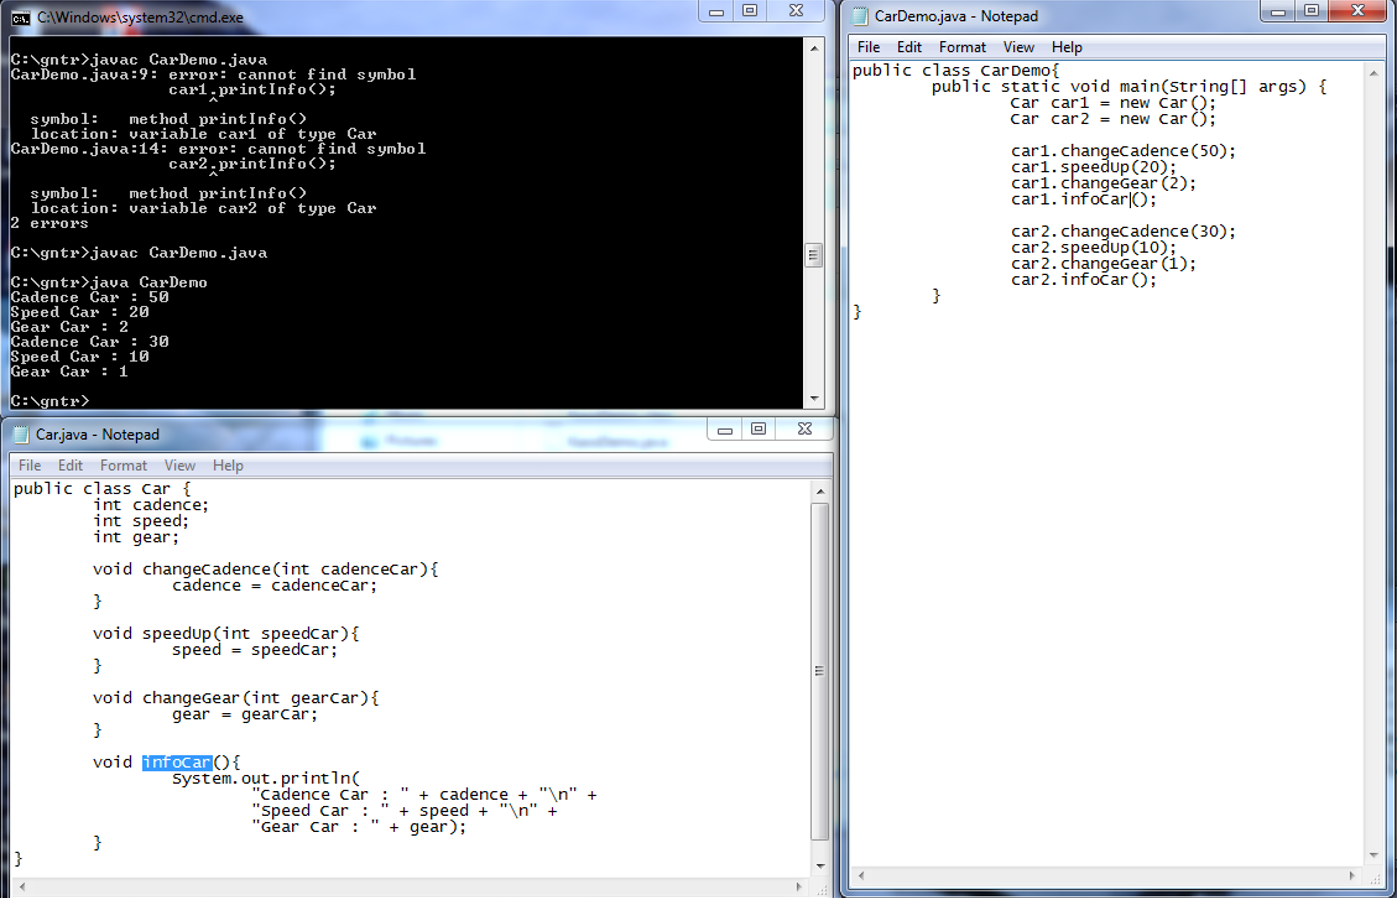 C:\Windows\system32\cmd.exe
C:\gntr>javac CarDemo.java
CarDemo.java:9: error: cannot find symbol
car1.printInfo();
^
symbol:   method printInfo()
location: variable car1 of type Car
CarDemo.java:14: error: cannot find symbol
car2.printInfo();
^
symbol:   method printInfo()
location: variable car2 of type Car
2 errors
C:\gntr>javac CarDemo.java
C:\gntr>java CarDemo
Cadence Car : 50
Speed Car : 20
Gear Car : 2
Cadence Car : 30
Speed Car : 10
Gear Car : 1
C:\gntr>
Car.java - Notepad
File Edit Format View Help
public class Car {
int cadence;
int speed;
int gear;
void changeCadence(int cadenceCar){
cadence = cadenceCar;
}
void speedUp(int speedCar){
speed = speedCar;
}
void changeGear(int gearCar){
gear = gearCar;
}
void infoCar(){
System.out.println(
"Cadence Car : " + cadence + "\n" +
"Speed Car : " + speed + "\n" +
"Gear Car : " + gear);
}
}
CarDemo.java - Notepad
File Edit Format View Help
public class CarDemo{
public static void main(String[] args) {
Car car1 = new Car();
Car car2 = new Car();
car1.changeCadence(50);
car1.speedUp(20);
car1.changeGear(2);
car1.infoCar();
car2.changeCadence(30);
car2.speedUp(10);
car2.changeGear(1);
car2.infoCar();
}
}